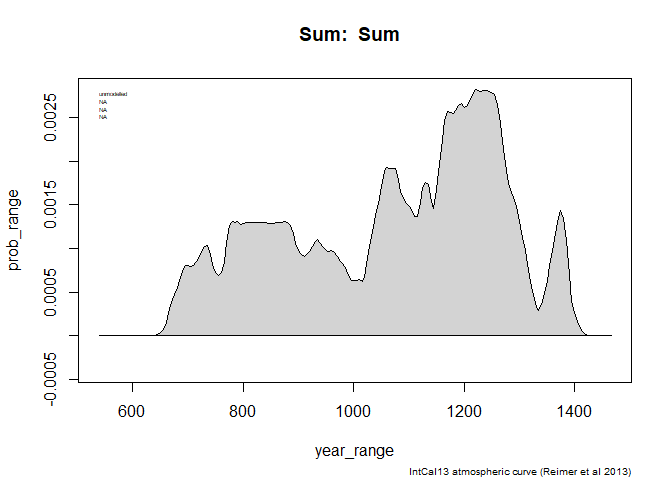 Sum:  Sum
unmodelled
NA
NA
NA
0.0025
0.0015
0.0005
-0.0005
prob_range
600 800 1000 1200 1400
year_range
IntCal13 atmospheric curve (Reimer et al 2013)